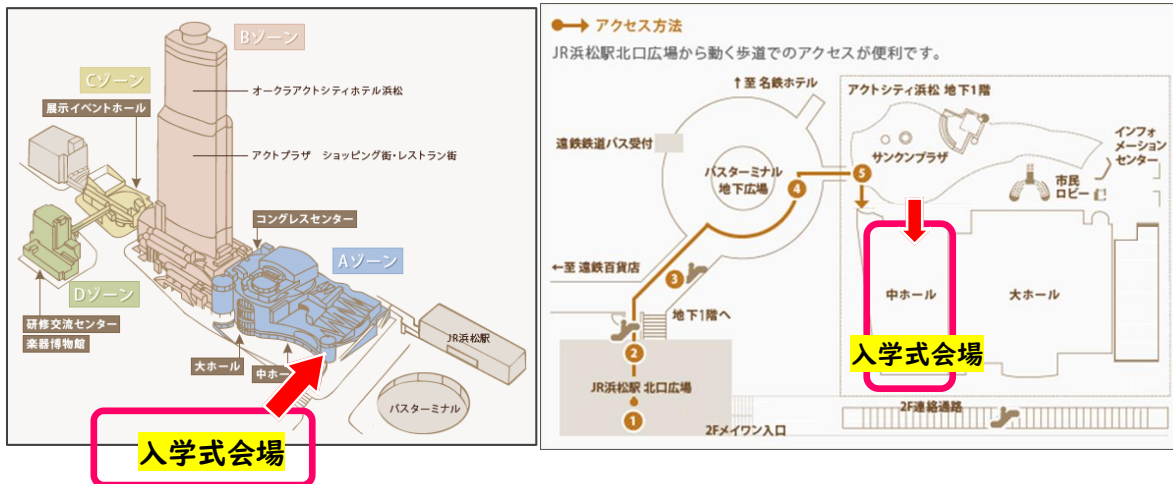 Bゾーン
Cゾーン
展示イベントホール
オークラアクトシティホテル浜松
アクトプラザ ショッピング街・レストラン街
コングレスセンター
Aゾーン
Dゾーン
研修交流センター
楽器博物館
JR浜松駅
大ホール
中ホー
バスターミナル
入学式会場
アクセス方法
JR浜松駅北口広場から動く歩道でのアクセスが便利です。
↑至 名鉄ホテル
アクトシティ浜松 地下1階
遠鉄鉄道バス受付
サンクンプラザ
インフォ
メーション
センター
バスターミナル
地下広場
4
5
市民
ロビー
←至 遠鉄百貨店
3
中ホール
大ホール
地下1階へ
入学式会場
2
JR浜松駅 北口広場
1
2F連絡通路
2Fメイワン入口